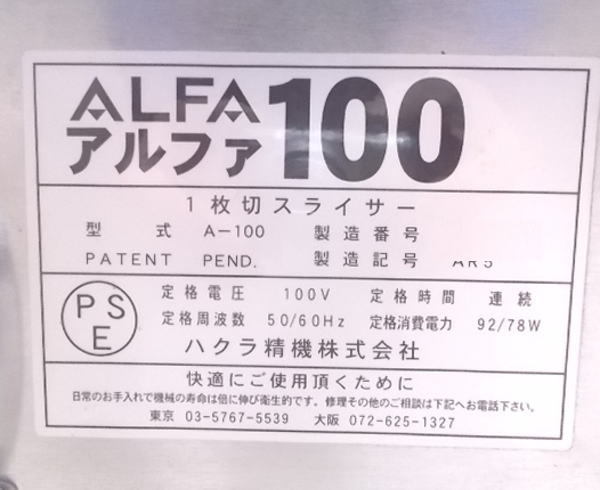 ALFA 100
アルファ
1枚切スライサー
型 式 A-100 製造番号
PATENT PEND. 製造記号
定格電圧 100V 定格時間 連続
定格周波数 50/60Hz 定格消費電力 92/78W
PSE
ハクラ精機株式会社
快適にご使用頂くために
日常のお手入れで機械の寿命は倍に伸び衛生的です。修理その他のご相談は下記へお電話下さい。
東京 03-5767-5539 大阪 072-625-1327